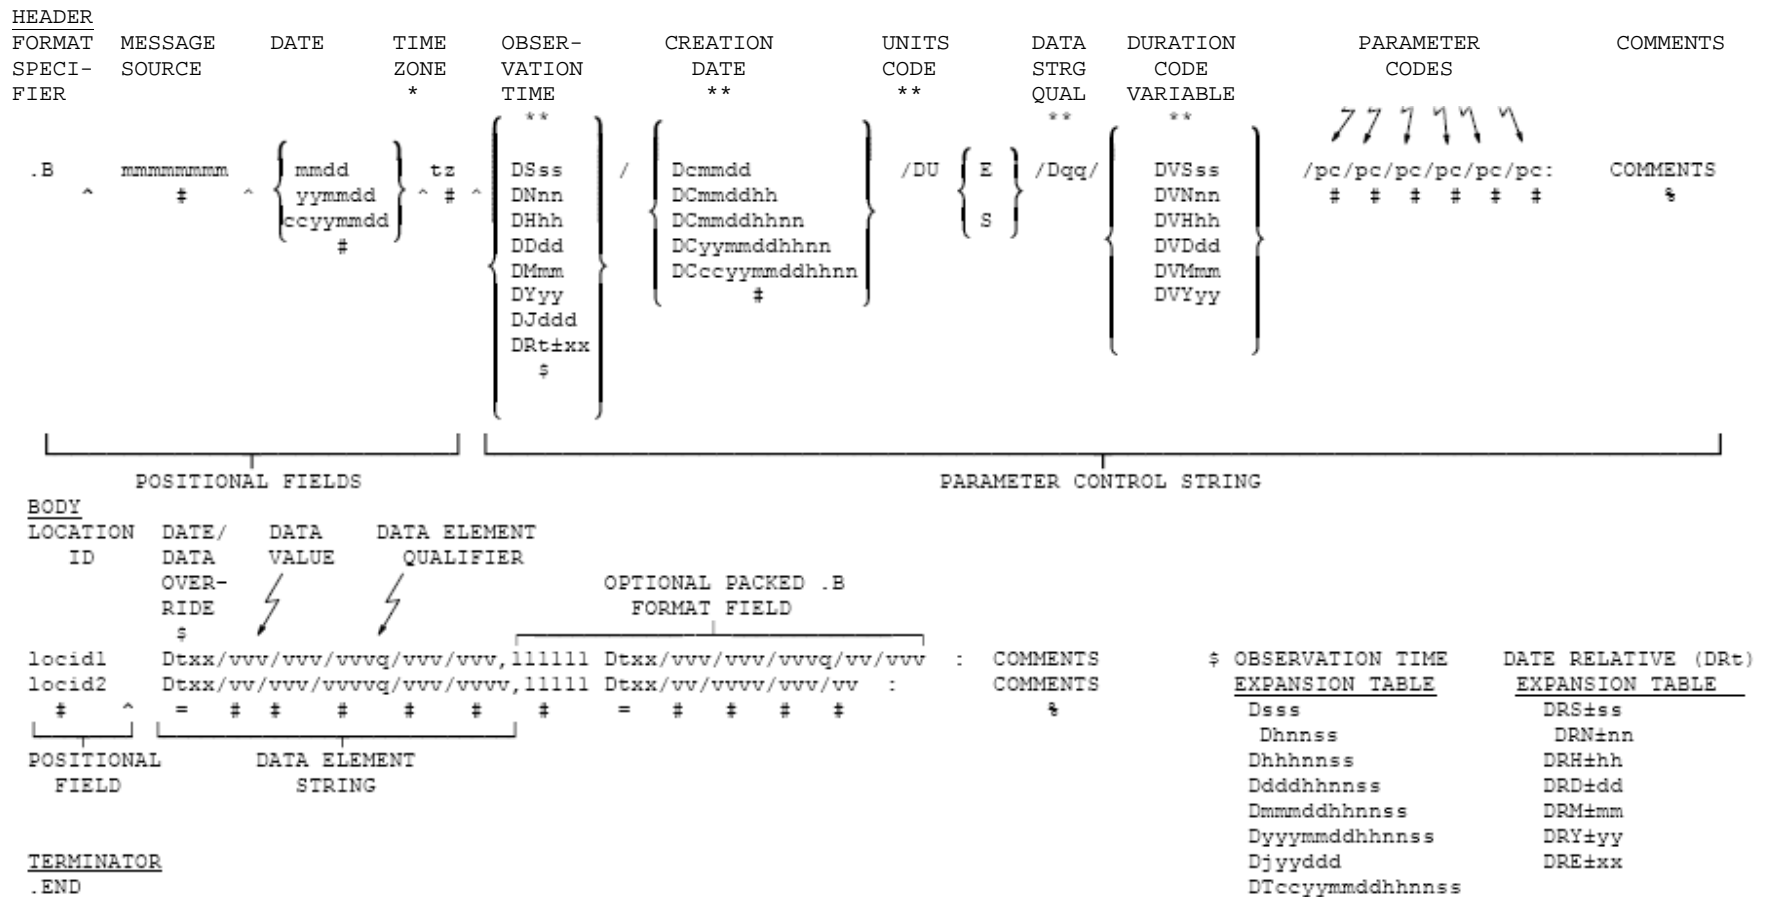 HEADER
FORMAT MESSAGE DATE TIME OBSER- CREATION UNITS DATA DURATION PARAMETER COMMENTS
SPECI- SOURCE ZONE VATION DATE CODE STRG CODE CODES
FIER * TIME ** ** QUAL VARIABLE
** ** **
.B mmmmmmmmm mmdd tz DSss / Dcmmdd /DU E /Dqq/ DVSss /pc/pc/pc/pc/pc/pc: COMMENTS
^ # ^ yymmdd ^ # ^ DNnn DCmmddhh DVNnn # # # # # # %
ccyymmdd DHhh DCmmddhhnn S DVHhh
# DDdd DCyymmddhhnn DVDdd
DMmm DCccyymmddhhnn DVMmm
DYyy # DVYyy
DJddd
DRt±xx
$
POSITIONAL FIELDS PARAMETER CONTROL STRING
BODY
LOCATION DATE/ DATA DATA ELEMENT
ID DATA VALUE QUALIFIER
OVER- OPTIONAL PACKED .B
RIDE FORMAT FIELD
$
locid1 Dtxx/vvv/vvv/vvvq/vvv/vvv,llllll Dtxx/vvv/vvv/vvvq/vv/vvv : COMMENTS $ OBSERVATION TIME DATE RELATIVE (DRt)
locid2 Dtxx/vv/vvv/vvvvq/vvv/vvvv,lllll Dtxx/vv/vvvv/vvv/vv : COMMENTS EXPANSION TABLE EXPANSION TABLE
# ^ = # # # # # # = # # # # % Dsss DRS±ss
Dhnnss DRN±nn
POSITIONAL DATA ELEMENT Dhhhnnss DRH±hh
FIELD STRING Ddddhhnnss DRD±dd
Dmmmddhhnnss DRM±mm
Dyyymmddhhnnss DRY±yy
TERMINATOR Djyyddd DRE±xx
.END DTccyymmddhhnnss